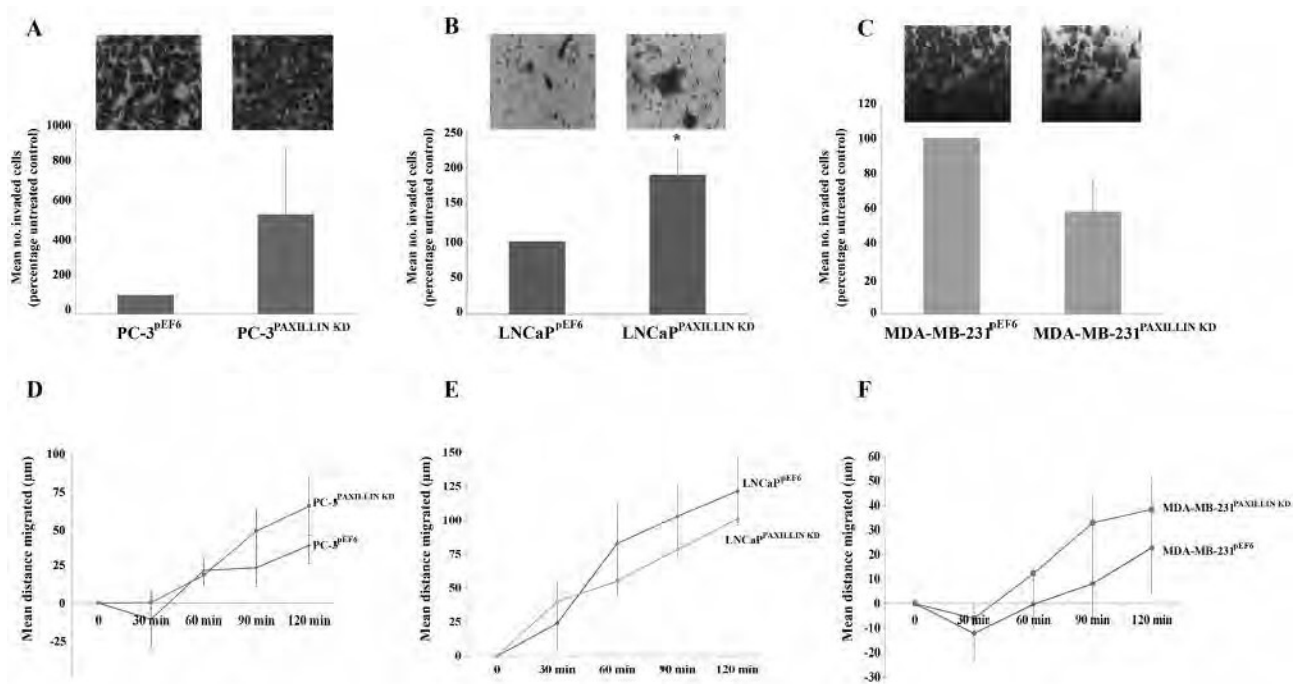 A
B
C
Mean no. invaded cells
(percentage untreated control)
1000
800
600
400
200
0
PC-3pEF6
PC-3PAXILLIN KD
Mean no. invaded cells
(percentage untreated control)
250
200
150
100
50
0
*
LNCaPpEF6
LNCaPPAXILLIN KD
Mean no. invaded cells
(percentage untreated control)
120
100
80
60
40
20
0
MDA-MB-231pEF6
MDA-MB-231PAXILLIN KD
D
E
F
Mean distance migrated (µm)
100
75
50
25
0
-25
0
30 min
60 min
90 min
120 min
PC-3PAXILLIN KD
PC-3pEF6
Mean distance migrated (µm)
150
125
100
75
50
25
0
0
30 min
60 min
90 min
120 min
LNCaPpEF6
LNCaPPAXILLIN KD
Mean distance migrated (µm)
60
50
40
30
20
10
0
-10
-20
-30
0
30 min
60 min
90 min
120 min
MDA-MB-231PAXILLIN KD
MDA-MB-231pEF6